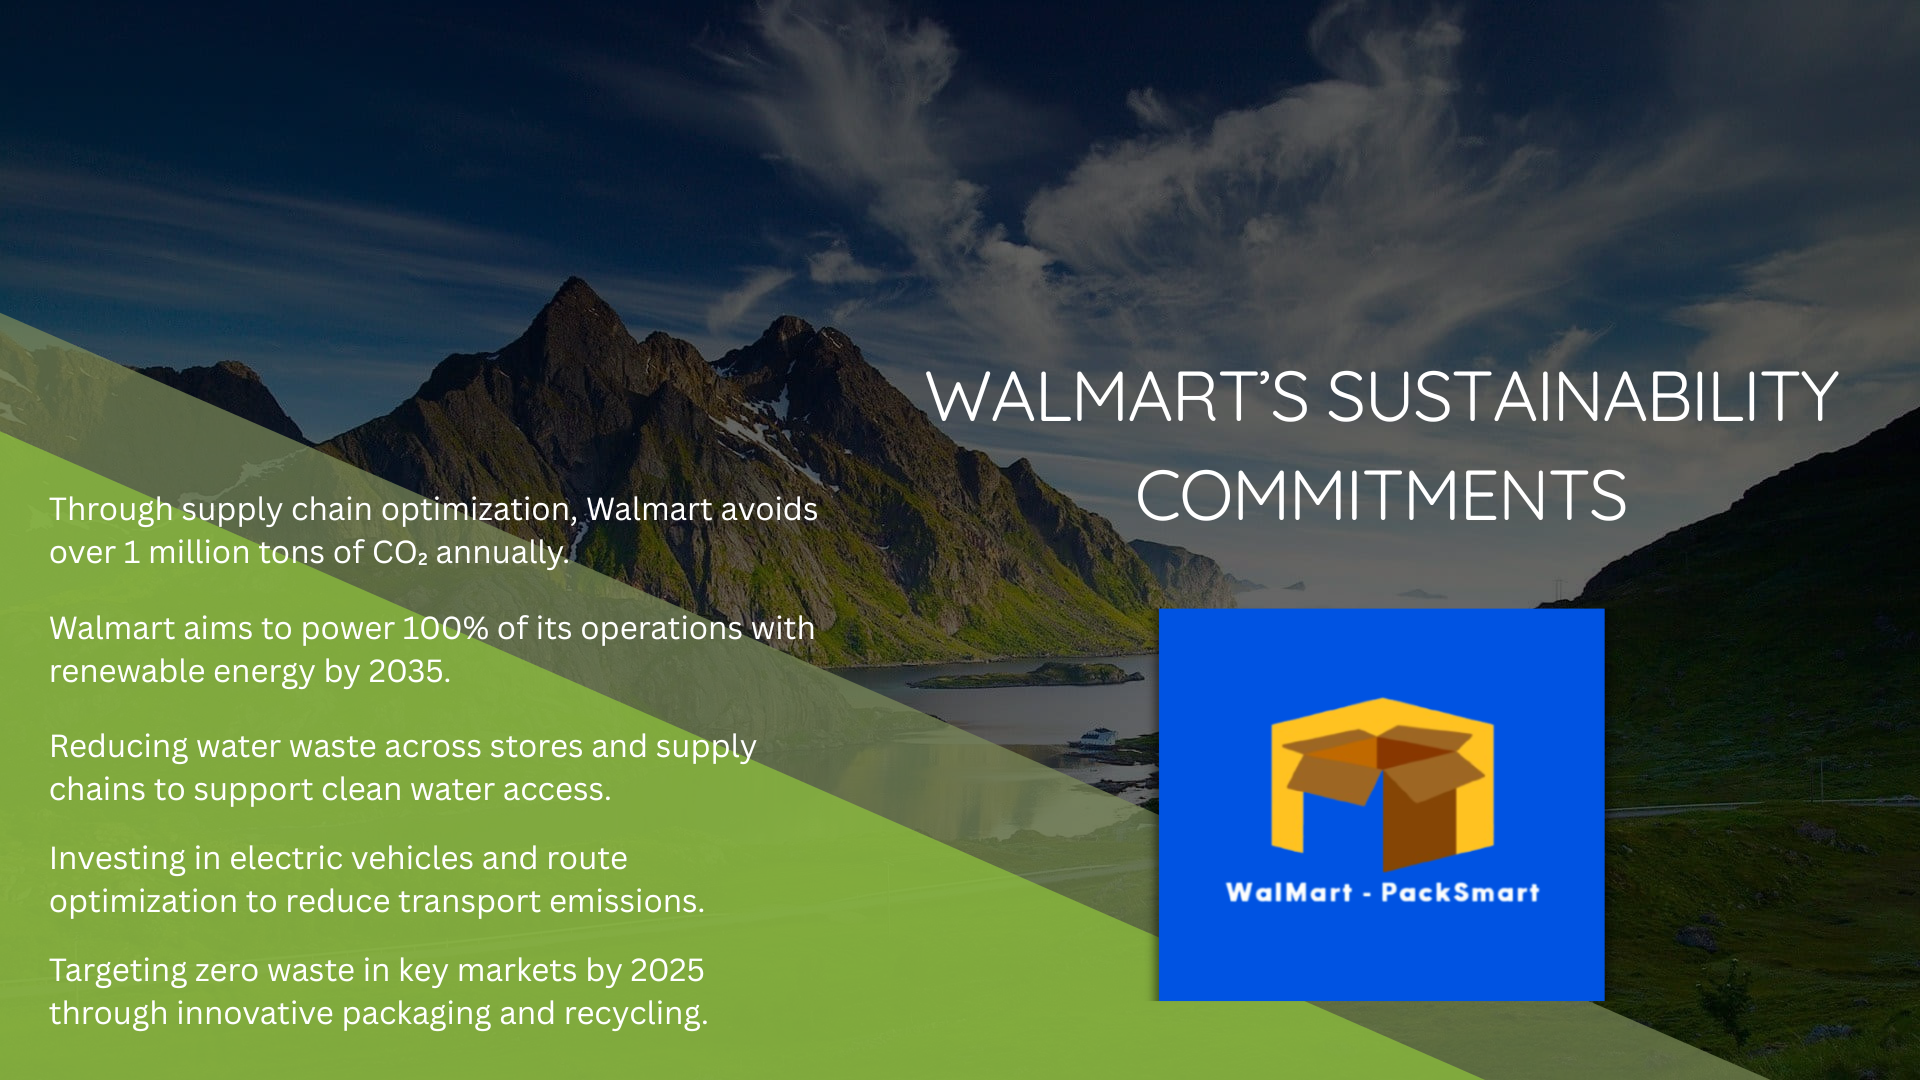 WALMART’S SUSTAINABILITY
COMMITMENTS
Through supply chain optimization, Walmart avoids
over 1 million tons of CO₂ annually.
Walmart aims to power 100% of its operations with
renewable energy by 2035.
Reducing water waste across stores and supply
chains to support clean water access.
Investing in electric vehicles and route
optimization to reduce transport emissions.
Targeting zero waste in key markets by 2025
through innovative packaging and recycling.
WalMart - PackSmart